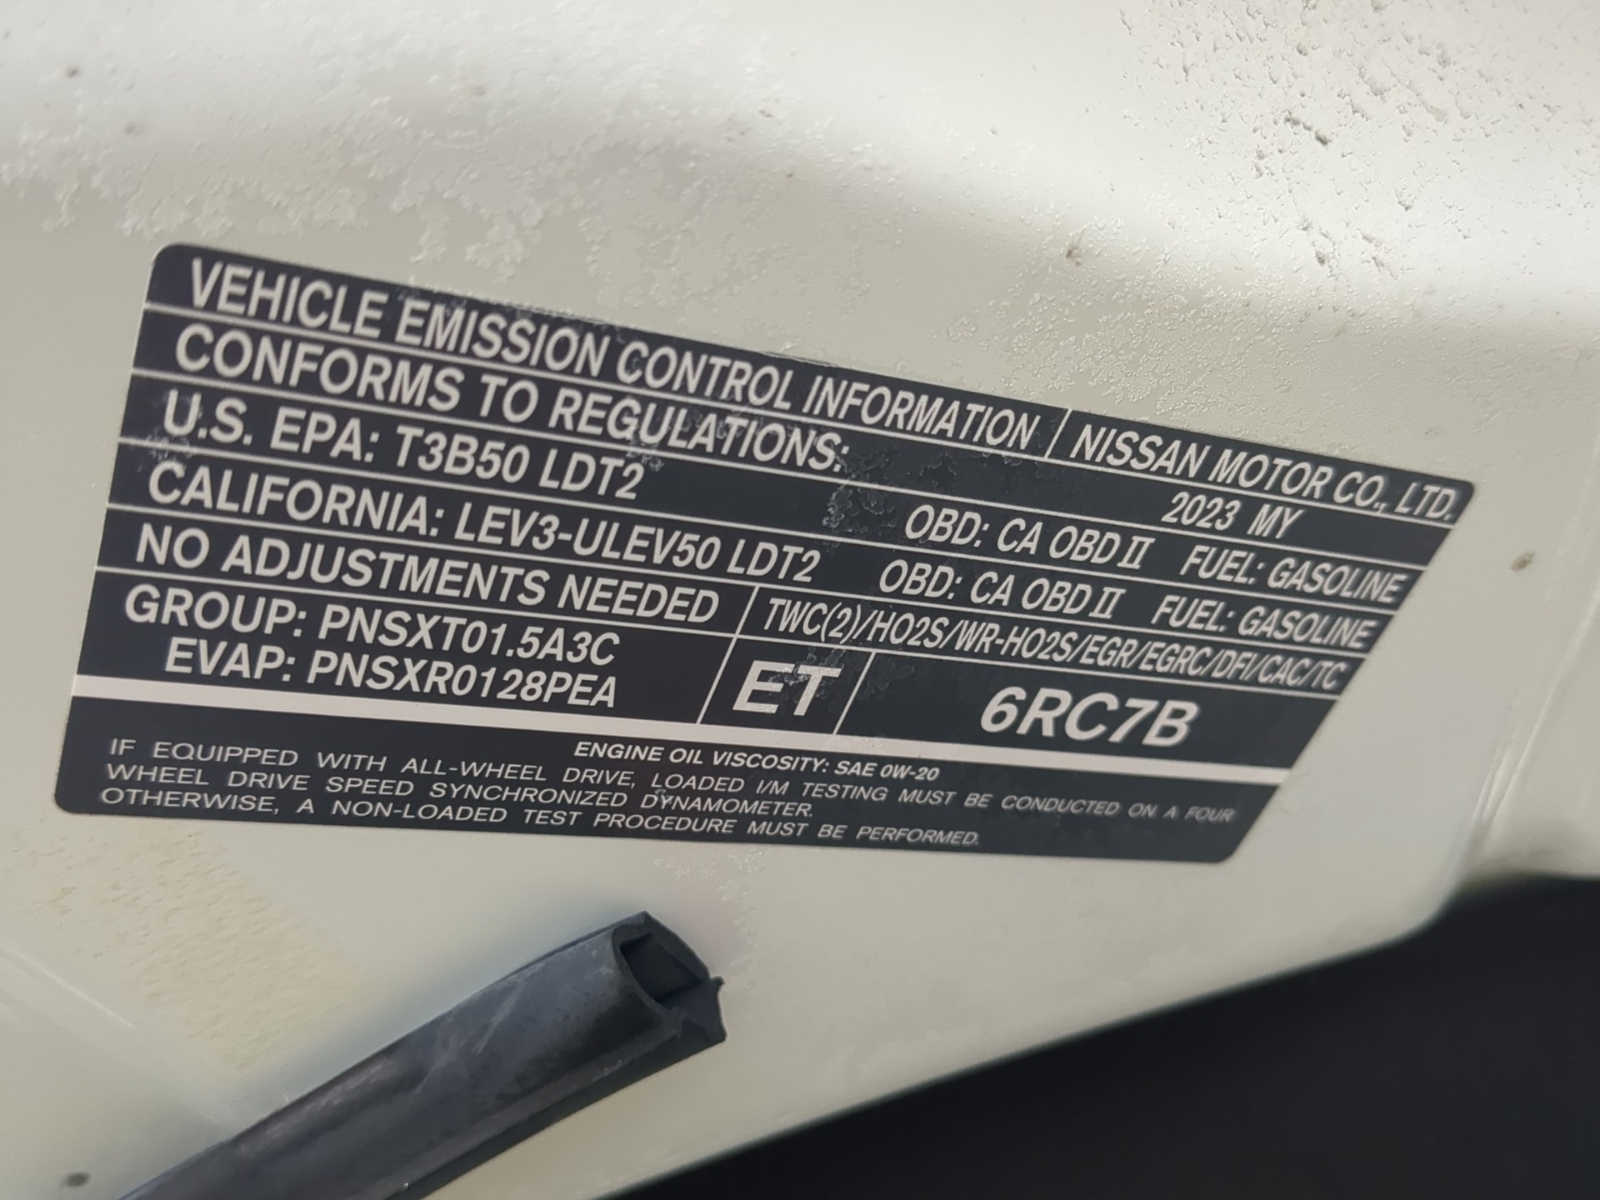 VEHICLE EMISSION CONTROL INFORMATION NISSAN MOTOR CO., LTD.
CONFORMS TO REGULATIONS: 2023 MY
U.S. EPA: T3B50 LDT2 OBD: CA OBD II FUEL: GASOLINE
CALIFORNIA: LEV3-ULEV50 LDT2 OBD: CA OBD II FUEL: GASOLINE
NO ADJUSTMENTS NEEDED TWC(2)/HO2S/WR-HO2S/EGR/EGRC/DFI/CAC/TC
GROUP: PNSXT01.5A3C
EVAP: PNSXR0128PEA
ET
6RC7B
ENGINE OIL VISCOSITY: SAE 0W-20
IF EQUIPPED WITH ALL-WHEEL DRIVE, LOADED I/M TESTING MUST BE CONDUCTED ON A FOUR
WHEEL DRIVE SPEED SYNCHRONIZED DYNAMOMETER.
OTHERWISE, A NON-LOADED TEST PROCEDURE MUST BE PERFORMED.